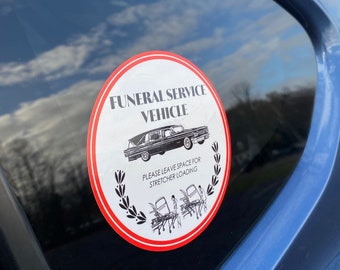 FUNERAL SERVICE
VEHICLE
PLEASE LEAVE SPACE FOR
STRETCHER LOADING